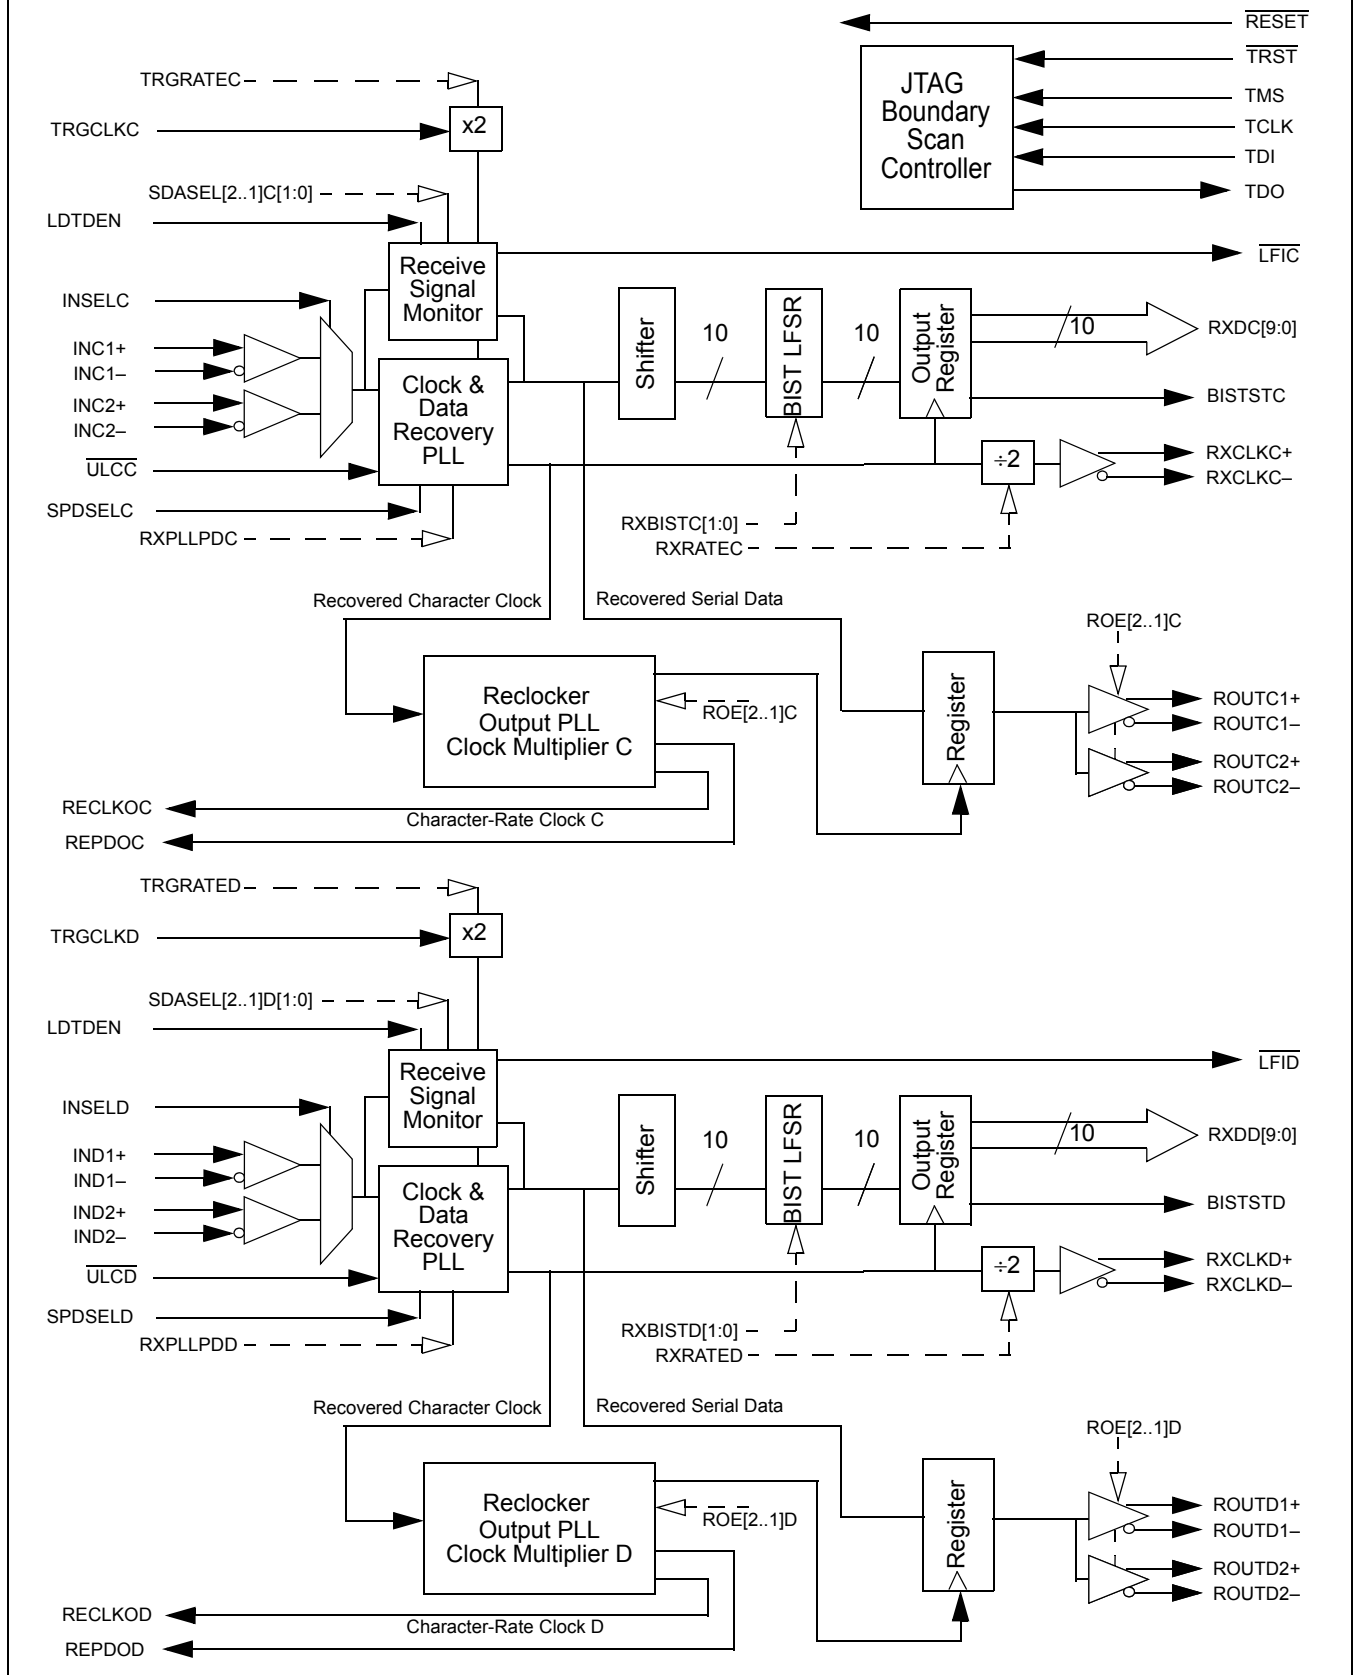 RESET
TRST
TMS
TCLK
TDI
TDO
JTAG
Boundary
Scan
Controller
TRGRATEC
TRGCLKC
x2
SDASEL[2..1]C[1:0]
LDTDEN
Receive
Signal
Monitor
LFIC
INSELC
INC1+
INC1–
INC2+
INC2–
ULCC
SPDSELC
RXPLLPDC
Clock &
Data
Recovery
PLL
Shifter
10
BIST LFSR
10
Output
Register
10
RXDC[9:0]
BISTSTC
÷2
RXCLKC+
RXCLKC–
RXBISTC[1:0]
RXRATEC
Recovered Character Clock
Recovered Serial Data
Reclocker
Output PLL
Clock Multiplier C
ROE[2..1]C
Register
ROE[2..1]C
ROUTC1+
ROUTC1–
ROUTC2+
ROUTC2–
RECLKOC
Character-Rate Clock C
REPDOC
TRGRATED
TRGCLKD
x2
SDASEL[2..1]D[1:0]
LDTDEN
Receive
Signal
Monitor
LFID
INSELD
IND1+
IND1–
IND2+
IND2–
ULCD
SPDSELD
RXPLLPDD
Clock &
Data
Recovery
PLL
Shifter
10
BIST LFSR
10
Output
Register
10
RXDD[9:0]
BISTSTD
÷2
RXCLKD+
RXCLKD–
RXBISTD[1:0]
RXRATED
Recovered Character Clock
Recovered Serial Data
Reclocker
Output PLL
Clock Multiplier D
ROE[2..1]D
Register
ROE[2..1]D
ROUTD1+
ROUTD1–
ROUTD2+
ROUTD2–
RECLKOD
Character-Rate Clock D
REPDOD